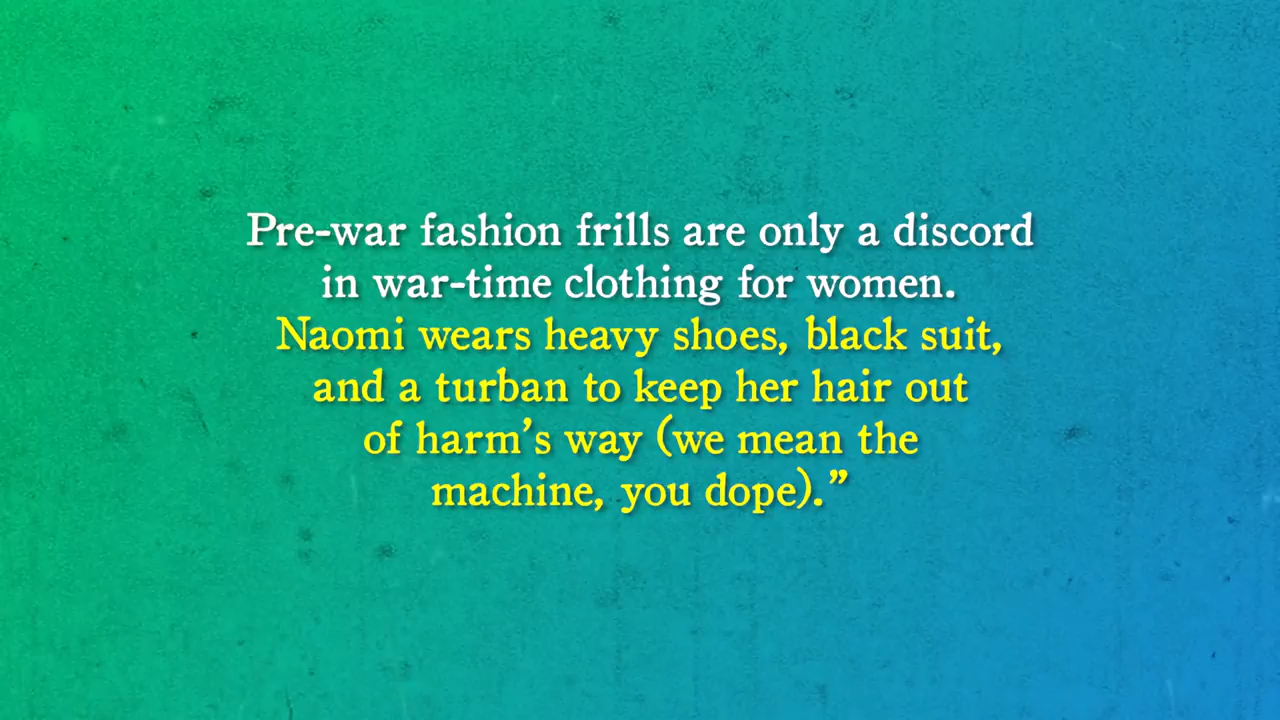 Pre-war fashion frills are only a discord
in war-time clothing for women.
Naomi wears heavy shoes, black suit,
and a turban to keep her hair out
of harm’s way (we mean the
machine, you dope).”